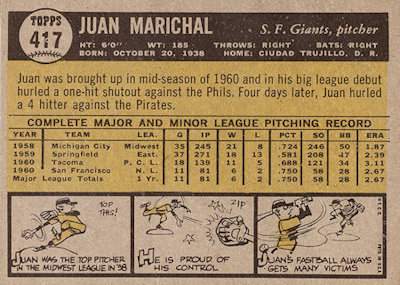 TOPPS
417
JUAN MARICHAL
S. F. Giants, pitcher
HT: 6'0" WT: 185 THROWS: RIGHT BATS: RIGHT
BORN: OCTOBER 20, 1938 HOME: CIUDAD TRUJILLO, D. R.
Juan was brought up in mid-season of 1960 and in his big league debut
hurled a one-hit shutout against the Phils. Four days later, Juan hurled
a 4 hitter against the Pirates.
COMPLETE MAJOR AND MINOR LEAGUE PITCHING RECORD
YEAR TEAM LEA. G IP W L PCT SO BB ERA
1958 Michigan City Midwest 35 245 21 8 .724 246 50 1.87
1959 Springfield East. 37 271 18 13 .581 208 47 2.39
1960 Tacoma P. C. L. 18 139 11 5 .688 121 34 3.11
1960 San Francisco N. L. 11 81 6 2 .750 58 28 2.67
Major League Totals 1 Yr. 11 81 6 2 .750 58 28 2.67
TOP THIS!
JUAN WAS THE TOP PITCHER
IN THE MIDWEST LEAGUE IN '58
ZIP
HE IS PROUD OF
HIS CONTROL
JUAN'S FASTBALL ALWAYS
GETS MANY VICTIMS